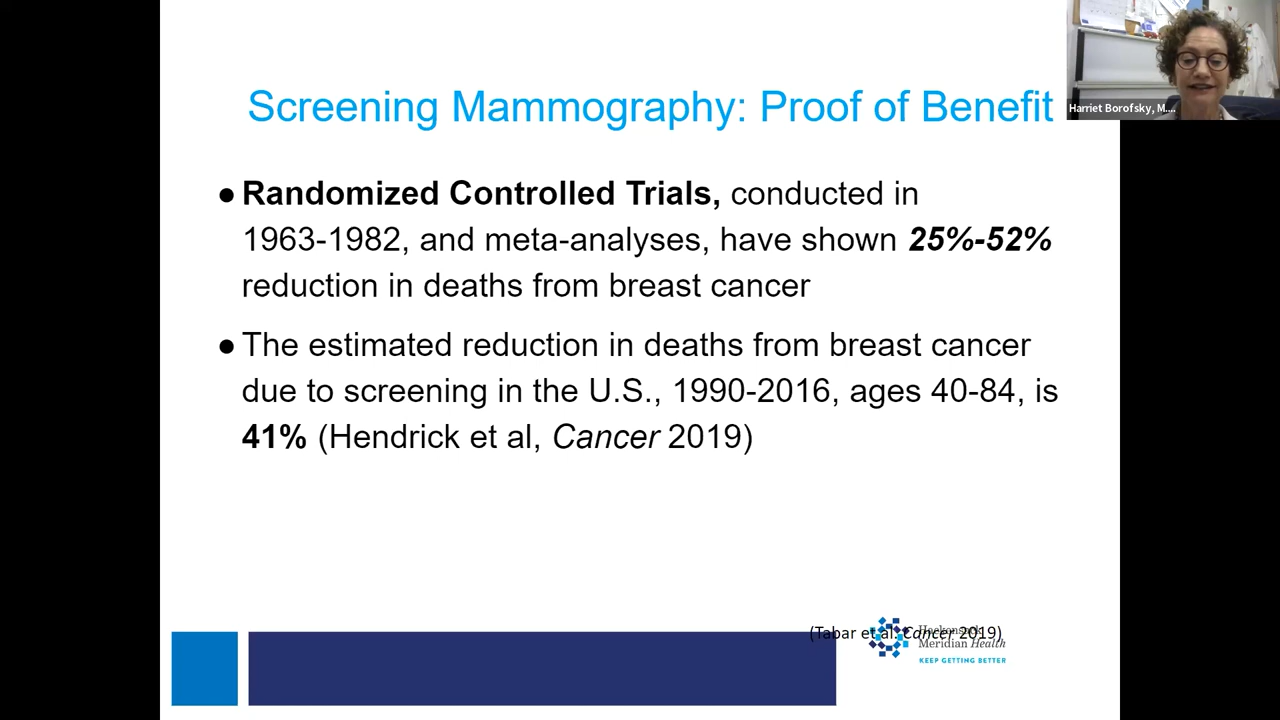 Screening Mammography: Proof of Benefit
Harriet Borofsky, M....
● Randomized Controlled Trials, conducted in
1963-1982, and meta-analyses, have shown 25%-52%
reduction in deaths from breast cancer
● The estimated reduction in deaths from breast cancer
due to screening in the U.S., 1990-2016, ages 40-84, is
41% (Hendrick et al, Cancer 2019)
(Tabar et al. Cancer 2019)
Hackensack
Meridian Health
KEEP GETTING BETTER